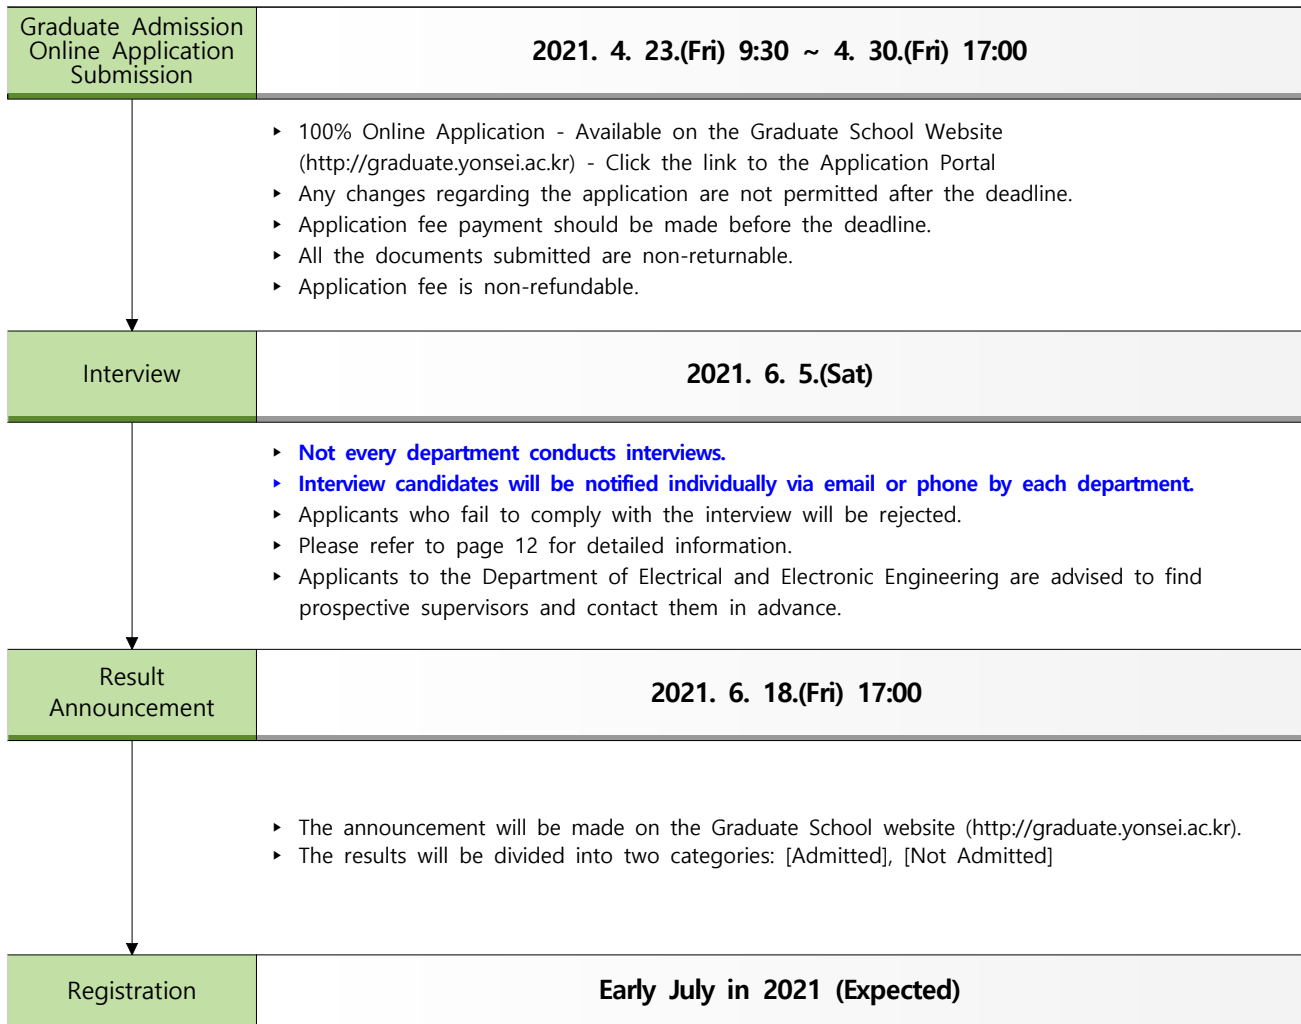 Graduate Admission
Online Application
Submission
2021. 4. 23.(Fri) 9:30 ~ 4. 30.(Fri) 17:00
‣ 100% Online Application - Available on the Graduate School Website
(http://graduate.yonsei.ac.kr) - Click the link to the Application Portal
‣ Any changes regarding the application are not permitted after the deadline.
‣ Application fee payment should be made before the deadline.
‣ All the documents submitted are non-returnable.
‣ Application fee is non-refundable.
Interview
2021. 6. 5.(Sat)
‣ Not every department conducts interviews.
‣ Interview candidates will be notified individually via email or phone by each department.
‣ Applicants who fail to comply with the interview will be rejected.
‣ Please refer to page 12 for detailed information.
‣ Applicants to the Department of Electrical and Electronic Engineering are advised to find
prospective supervisors and contact them in advance.
Result
Announcement
2021. 6. 18.(Fri) 17:00
‣ The announcement will be made on the Graduate School website (http://graduate.yonsei.ac.kr).
‣ The results will be divided into two categories: [Admitted], [Not Admitted]
Registration
Early July in 2021 (Expected)